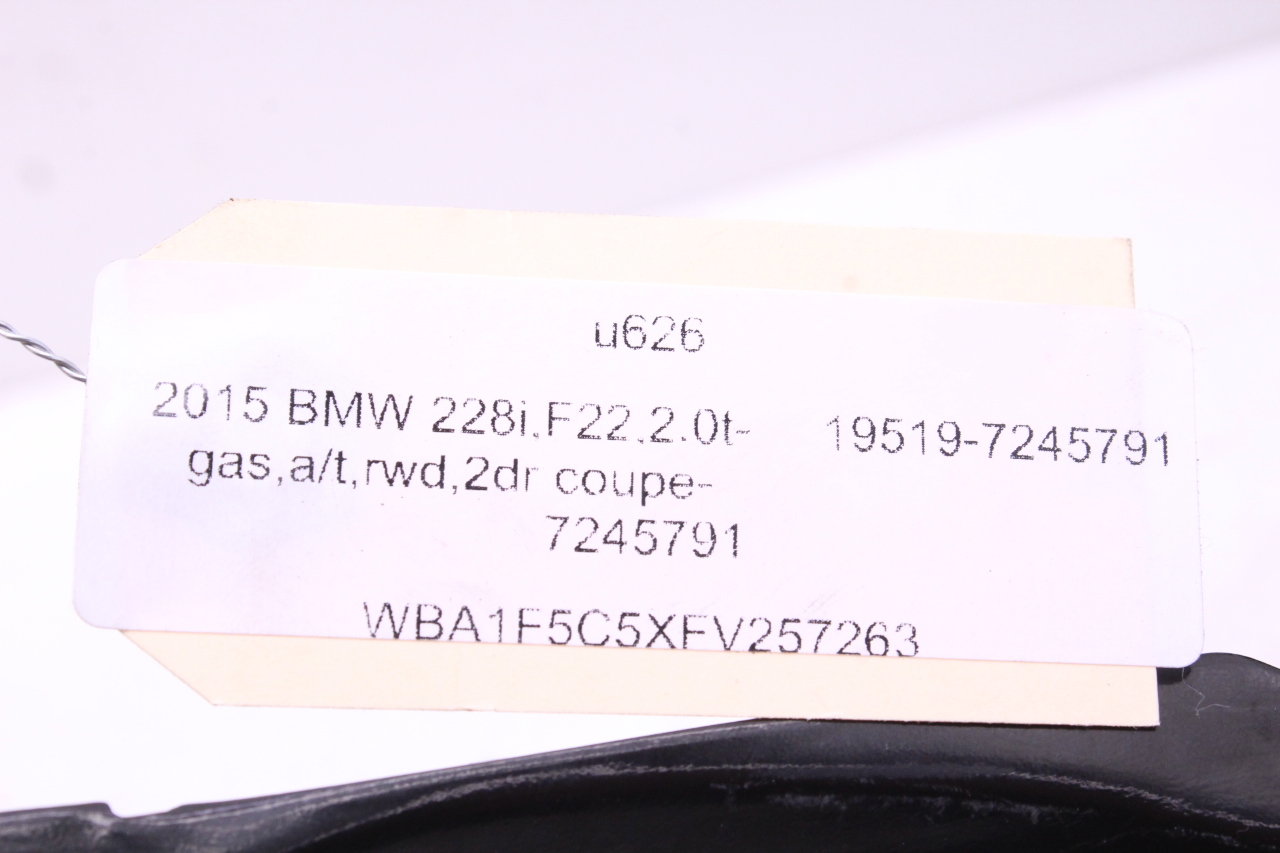 u626
2015 BMW 228i,F22,2.0t-
gas,a/t,rwd,2dr coupe-
7245791
19519-7245791
WBA1F5C5XFV257263